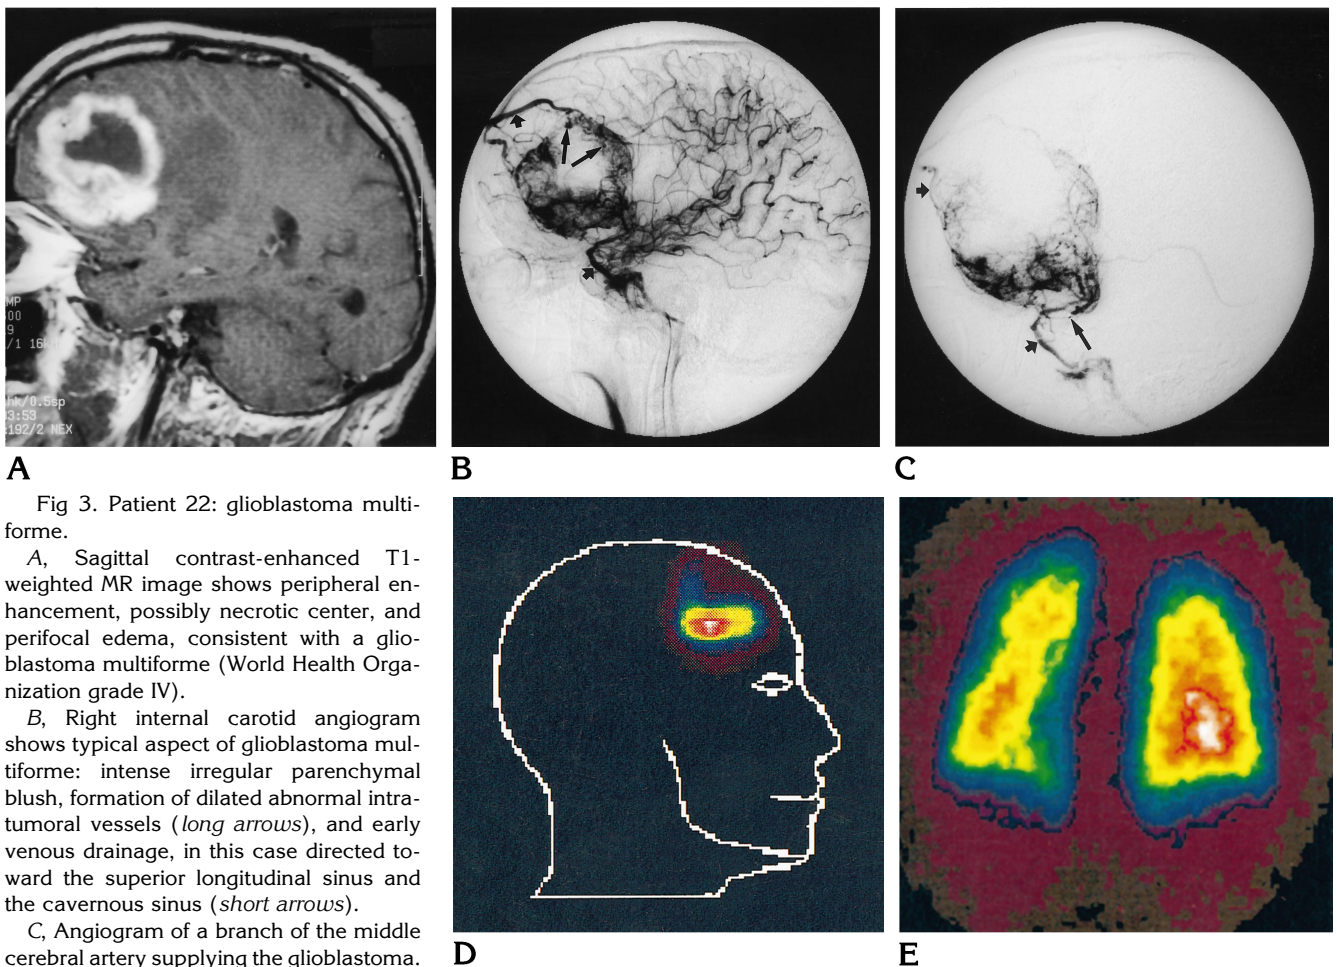 MP
00
9
/1 16k
hk/0.5sp
3:53
:192/2 NEX
A
B
C
Fig 3. Patient 22: glioblastoma multi-
forme.
A, Sagittal contrast-enhanced T1-
weighted MR image shows peripheral en-
hancement, possibly necrotic center, and
perifocal edema, consistent with a glio-
blastoma multiforme (World Health Orga-
nization grade IV).
B, Right internal carotid angiogram
shows typical aspect of glioblastoma mul-
tiforme: intense irregular parenchymal
blush, formation of dilated abnormal intra-
tumoral vessels (long arrows), and early
venous drainage, in this case directed to-
ward the superior longitudinal sinus and
the cavernous sinus (short arrows).
C, Angiogram of a branch of the middle
cerebral artery supplying the glioblastoma.
D
E